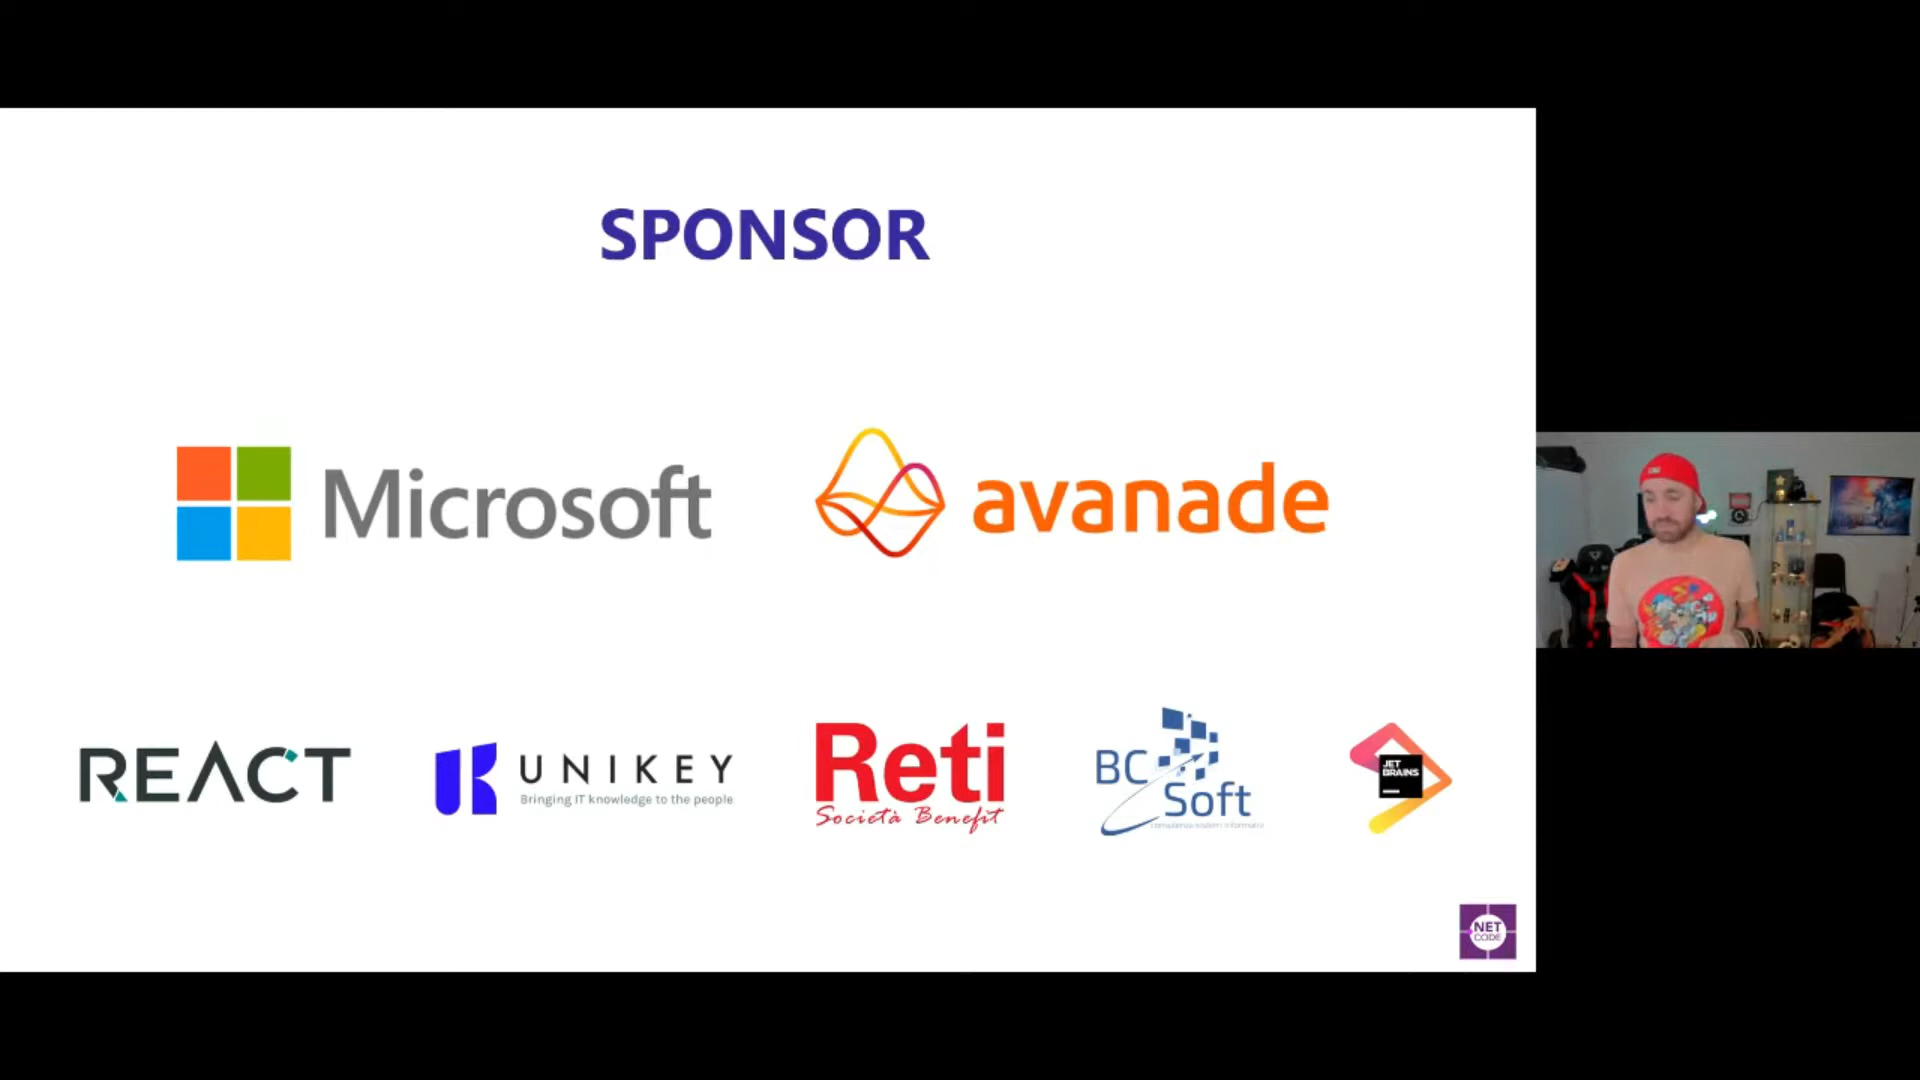 SPONSOR
Microsoft
avanade
REACT
UNIKEY
Bringing IT knowledge to the people
Reti
Società Benefit
BC
Soft
JET
BRAINS
NET
CODE